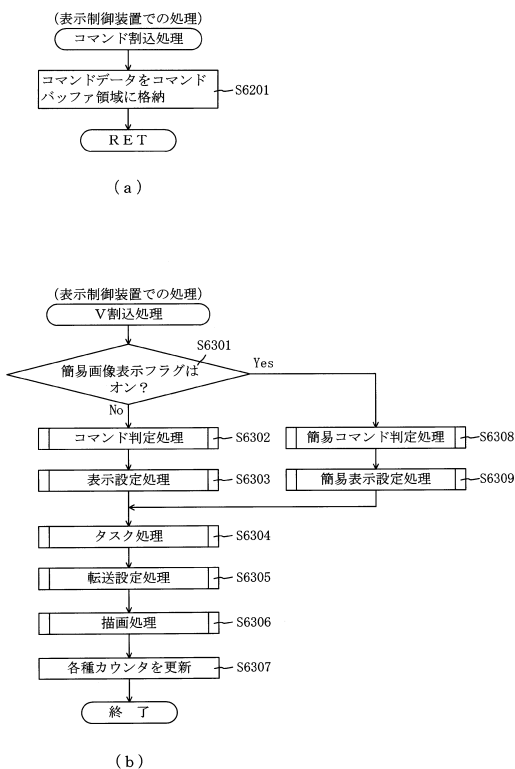 (表示制御装置での処理)
コマンド割込処理
コマンドデータをコマンド
バッファ領域に格納
S6201
RET
(a)
(表示制御装置での処理)
V割込処理
S6301
簡易画像表示フラグは
オン?
Yes
No
コマンド判定処理
S6302
簡易コマンド判定処理
S6308
表示設定処理
S6303
簡易表示設定処理
S6309
タスク処理
S6304
転送設定処理
S6305
描画処理
S6306
各種カウンタを更新
S6307
終 了
(b)